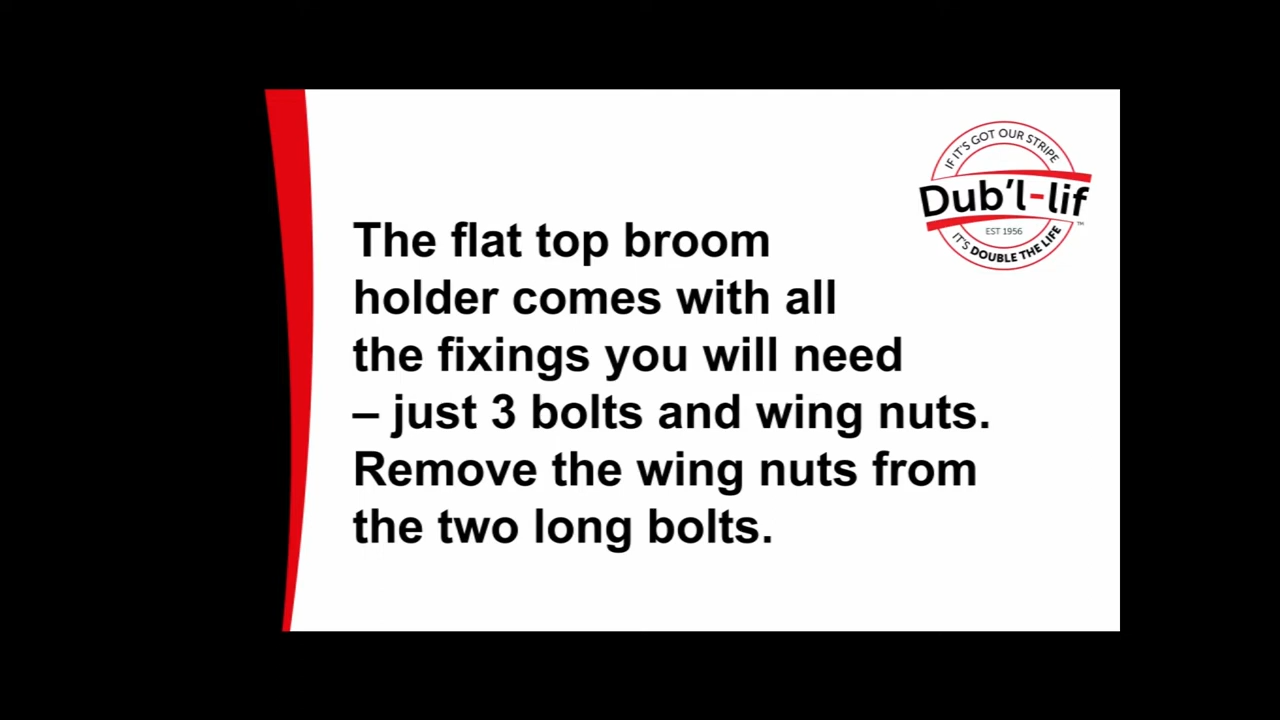 IF IT'S GOT OUR STRIPE
Dub'l-lif
™
EST 1956
IT'S DOUBLE THE LIFE
The flat top broom
holder comes with all
the fixings you will need
– just 3 bolts and wing nuts.
Remove the wing nuts from
the two long bolts.